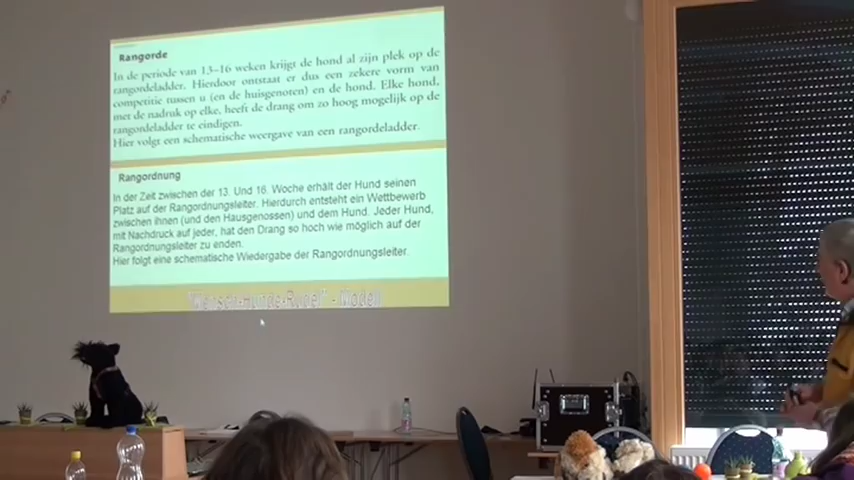 Rangorde
In de periode van 13–16 weken krijgt de hond al zijn plek op de
rangordeladder. Hierdoor ontstaat er dus een zekere vorm van
competitie tussen u (en de huisgenoten) en de hond. Elke hond,
met de nadruk op elke, heeft de drang om zo hoog mogelijk op de
rangordeladder te eindigen.
Hier volgt een schematische weergave van een rangordeladder.
Rangordnung
In der Zeit zwischen der 13. Und 16. Woche erhält der Hund seinen
Platz auf der Rangordnungsleiter. Hierdurch entsteht ein Wettbewerb
zwischen ihnen (und den Hausgenossen) und dem Hund. Jeder Hund,
mit Nachdruck auf jeder, hat den Drang so hoch wie möglich auf der
Rangordnungsleiter zu enden.
Hier folgt eine schematische Wiedergabe der Rangordnungsleiter.
"Mensch-Hunde-Rudel" - Modell